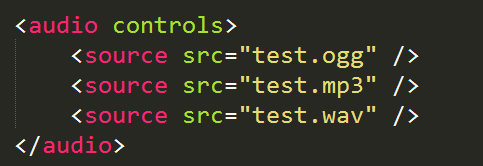 <audio controls>
    <source src="test.ogg" />
    <source src="test.mp3" />
    <source src="test.wav" />
</audio>